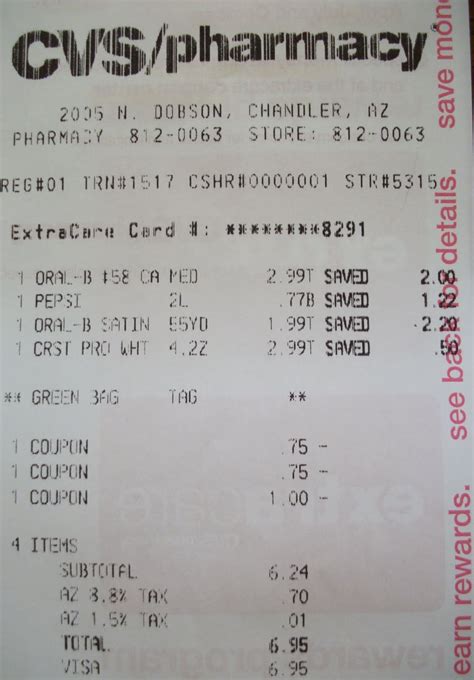 CVS/pharmacy
2005 N. DOBSON, CHANDLER, AZ
PHARMACY 812-0063 STORE: 812-0063
REG#01 TRN#1517 CSHR#0000001 STR#5315
ExtraCare Card #: ********8291
1 ORAL-B #58 CA MED 2.99T SAVED 2.00
1 PEPSI 2L .77B SAVED 1.22
1 ORAL-B SATIN 55YD 1.99T SAVED 2.20
1 CRST PRO WHT 4.2Z 2.99T SAVED .50
** GREEN BAG TAG **
1 COUPON .75 -
1 COUPON .75 -
1 COUPON 1.00 -
4 ITEMS
SUBTOTAL 6.24
AZ 8.8% TAX .70
AZ 1.5% TAX .01
TOTAL 6.95
VISA 6.95
earn rewards. see back for details. save